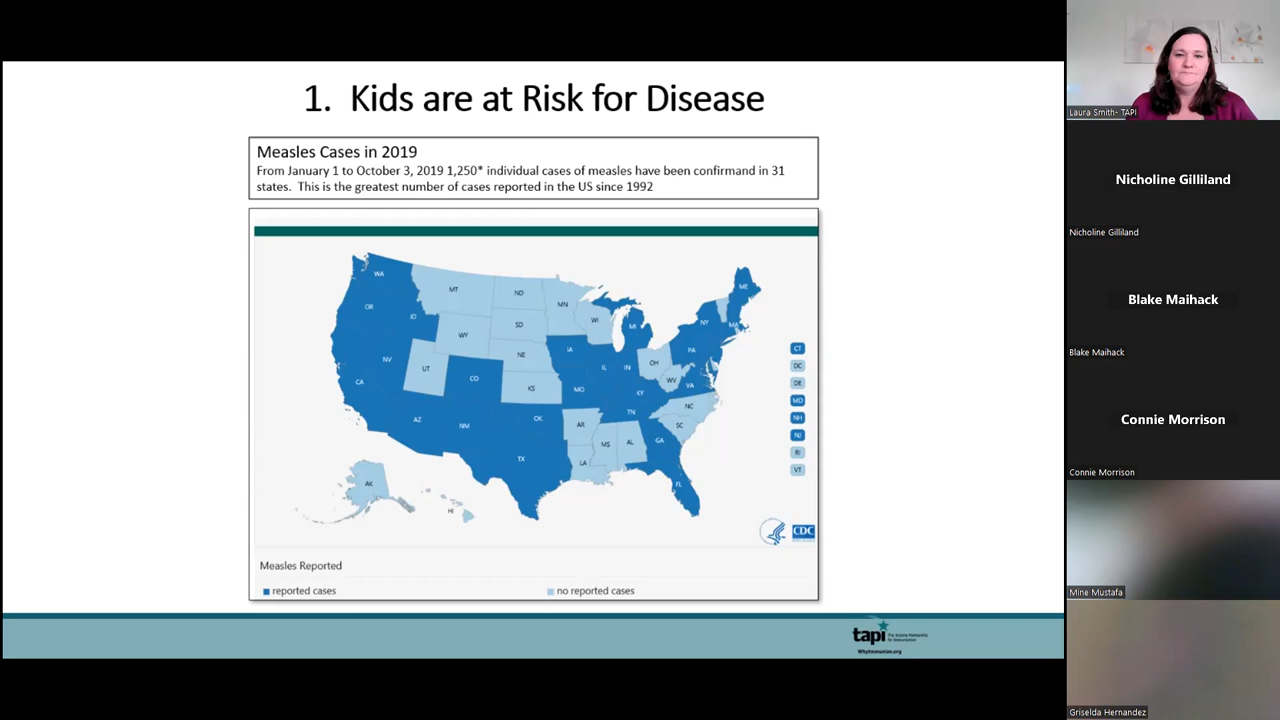 1. Kids are at Risk for Disease
Measles Cases in 2019
From January 1 to October 3, 2019 1,250* individual cases of measles have been confirmand in 31
states. This is the greatest number of cases reported in the US since 1992
WA
MT
ND
MN
ME
OR
ID
SD
WI
MI
NY
MA
WY
NV
UT
NE
IA
PA
CT
OH
IL
IN
DC
CA
CO
KS
MO
WV
VA
KY
DE
MD
AZ
NM
OK
AR
TN
NC
NH
SC
TX
LA
MS
AL
GA
NJ
RI
VT
FL
AK
HI
CDC
Measles Reported
reported cases
no reported cases
tapi
The Arizona Partnership
for Immunization
WhyImmunize.org
Laura Smith- TAPI
Nicholine Gilliland
Nicholine Gilliland
Blake Maihack
Blake Maihack
Connie Morrison
Connie Morrison
Mine Mustafa
Griselda Hernandez